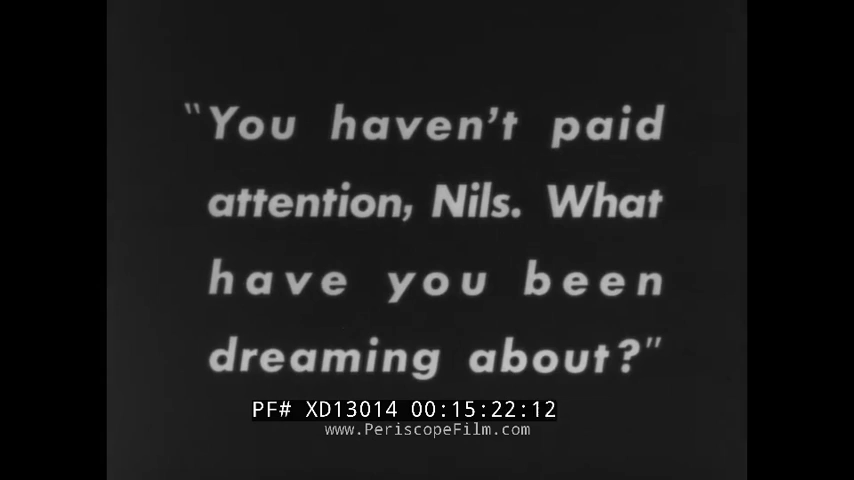 "You haven't paid
attention, Nils. What
have you been
dreaming about?"
PF# XD13014 00:15:22:12
www.PeriscopeFilm.com